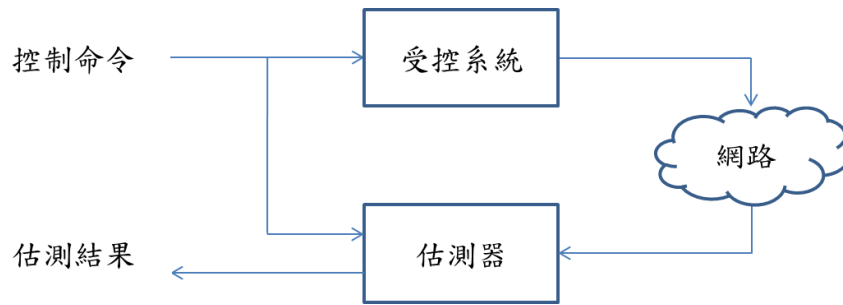 控制命令
受控系統
網路
估測結果
估測器